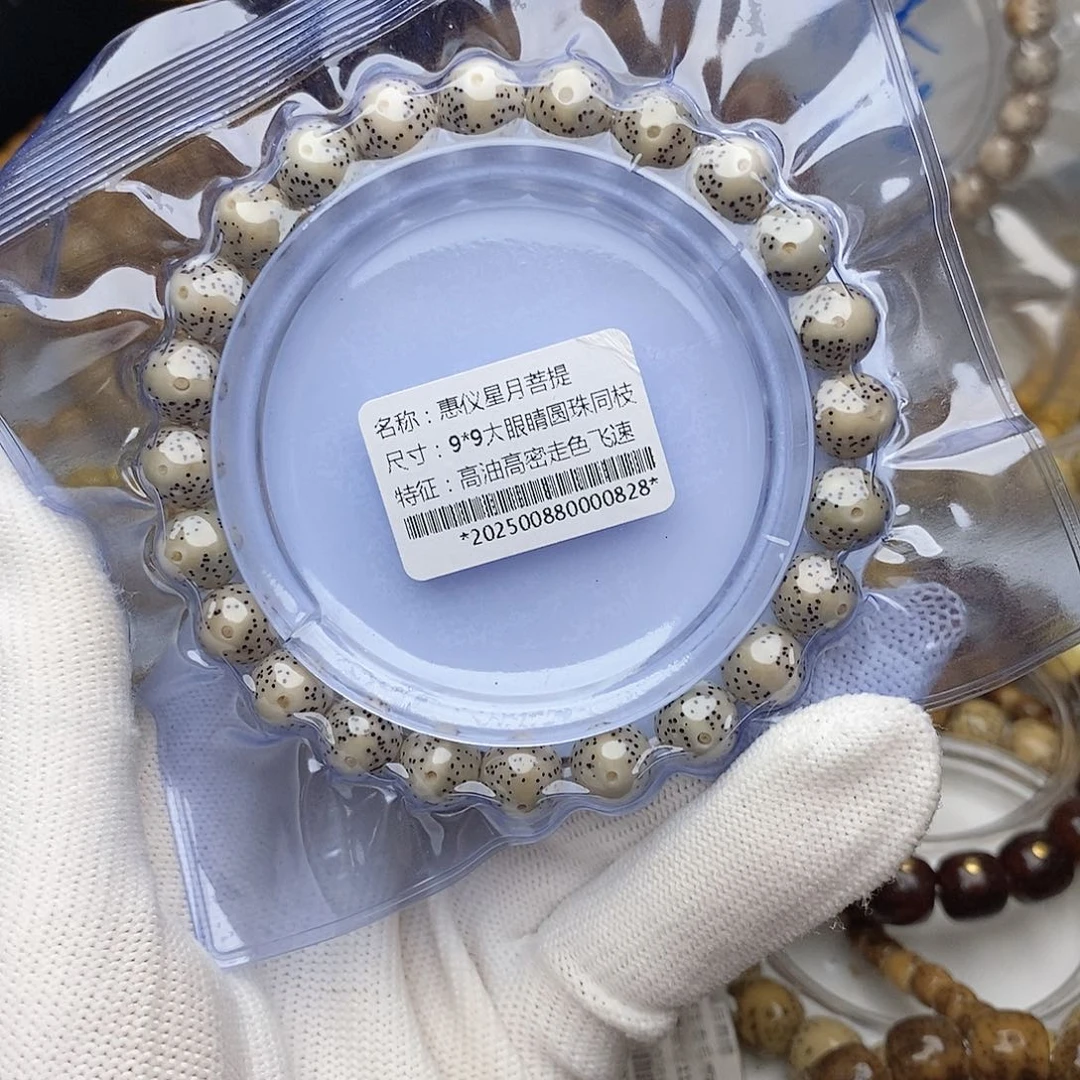 名称：惠仪星月菩提
尺寸：9*9大眼睛圆珠同枝
特征：高油高密走色飞速
*202500880000828*